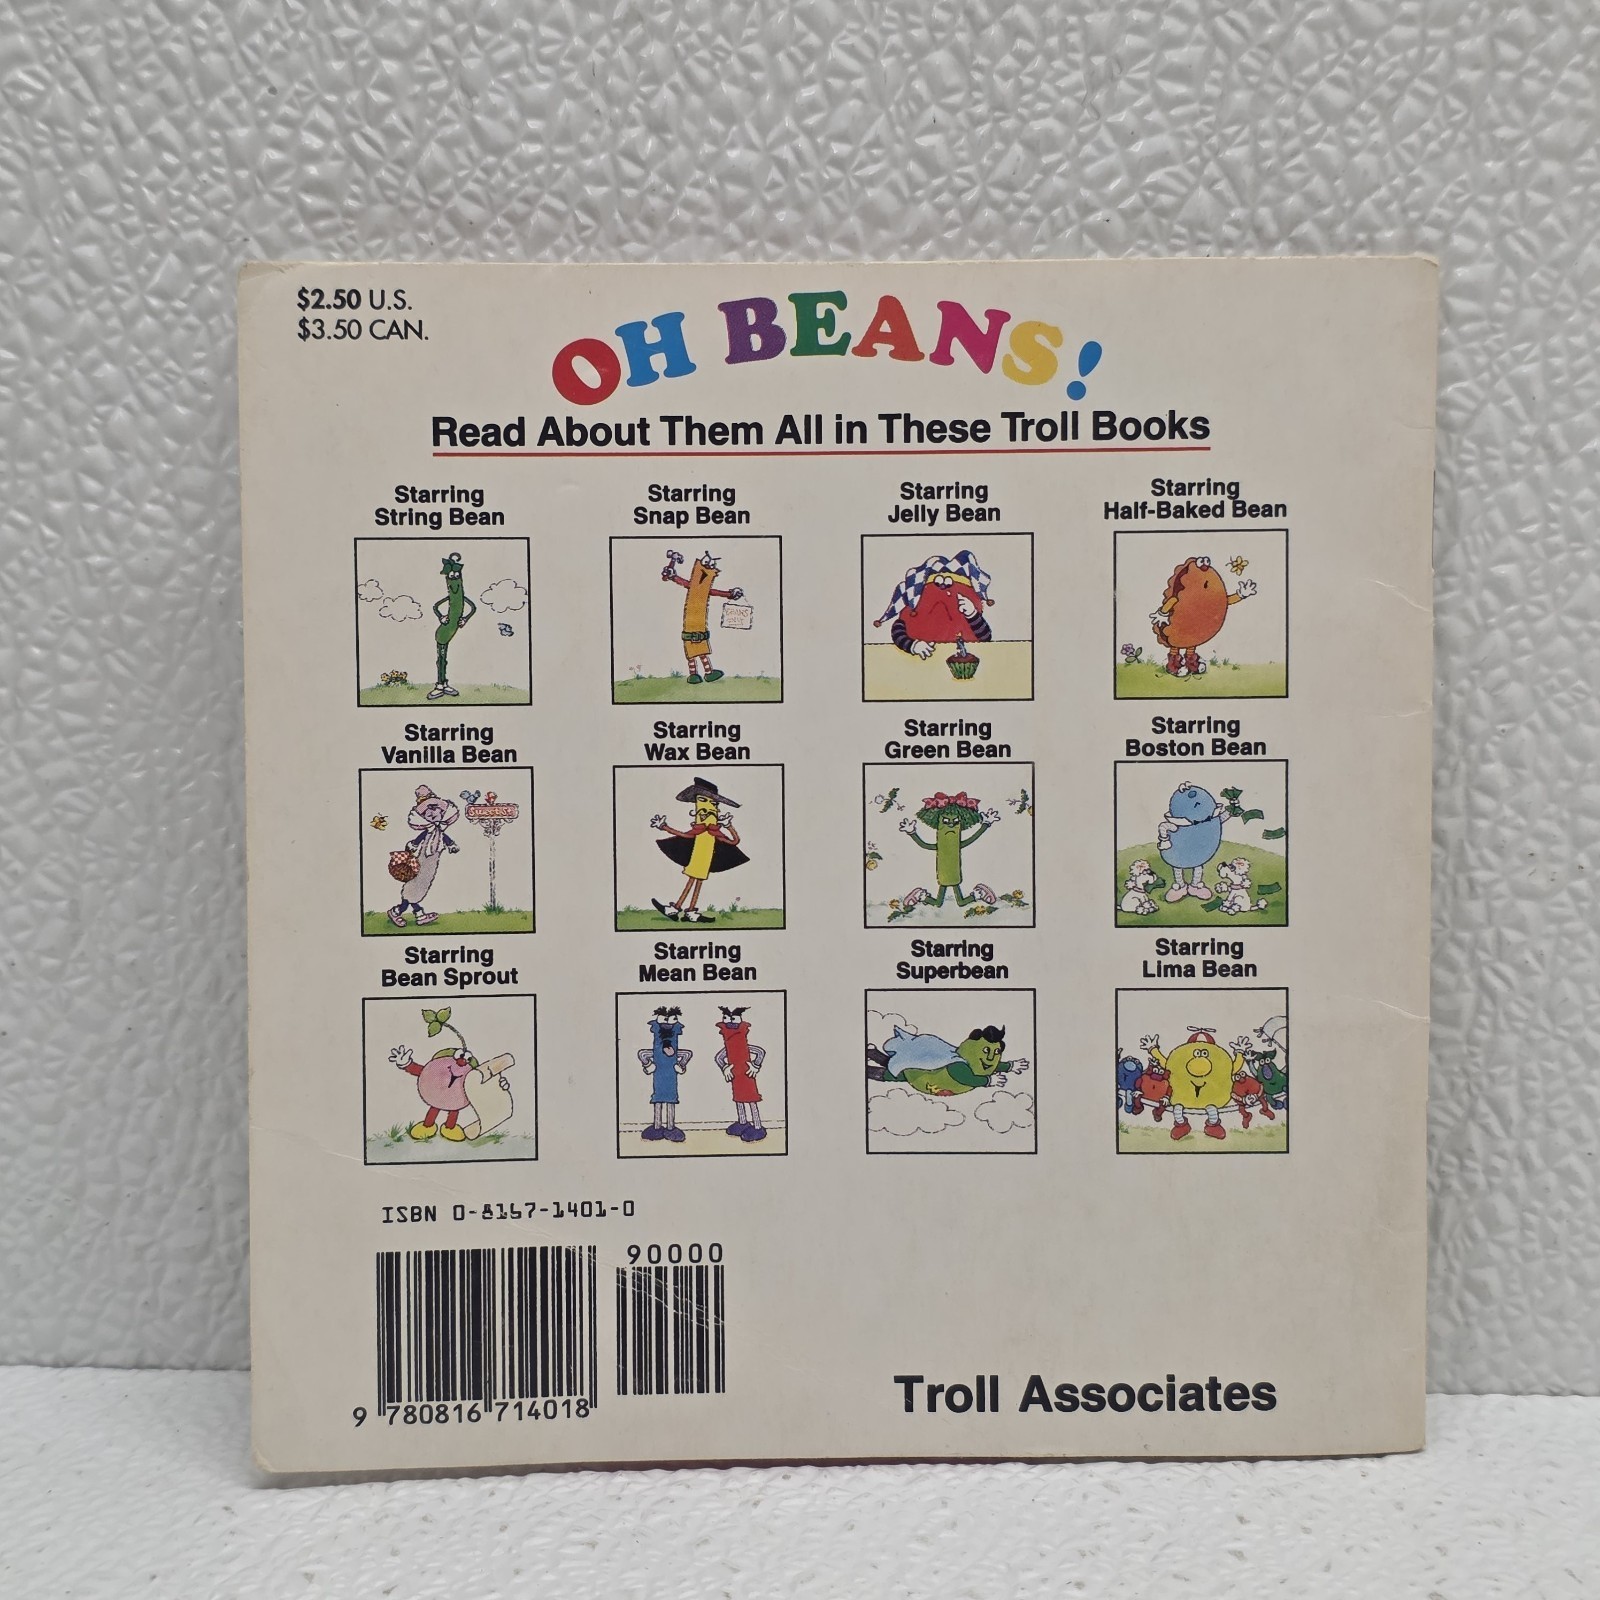 $2.50 U.S.
$3.50 CAN.
OH BEANS!
Read About Them All in These Troll Books
Starring
String Bean
Starring
Snap Bean
Starring
Jelly Bean
Starring
Half-Baked Bean
Starring
Vanilla Bean
Starring
Wax Bean
Starring
Green Bean
Starring
Boston Bean
Starring
Bean Sprout
Starring
Mean Bean
Starring
Superbean
Starring
Lima Bean
ISBN 0-8167-1401-0
90000
9 780816 714018
Troll Associates